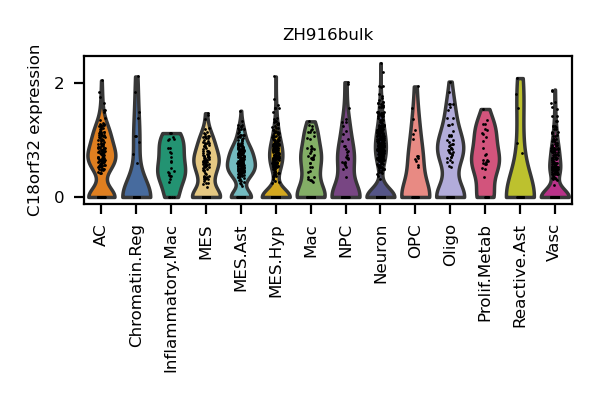 ZH916bulk
C18orf32 expression
2
0
AC
Chromatin.Reg
Inflammatory.Mac
MES
MES.Ast
MES.Hyp
Mac
NPC
Neuron
OPC
Oligo
Prolif.Metab
Reactive.Ast
Vasc